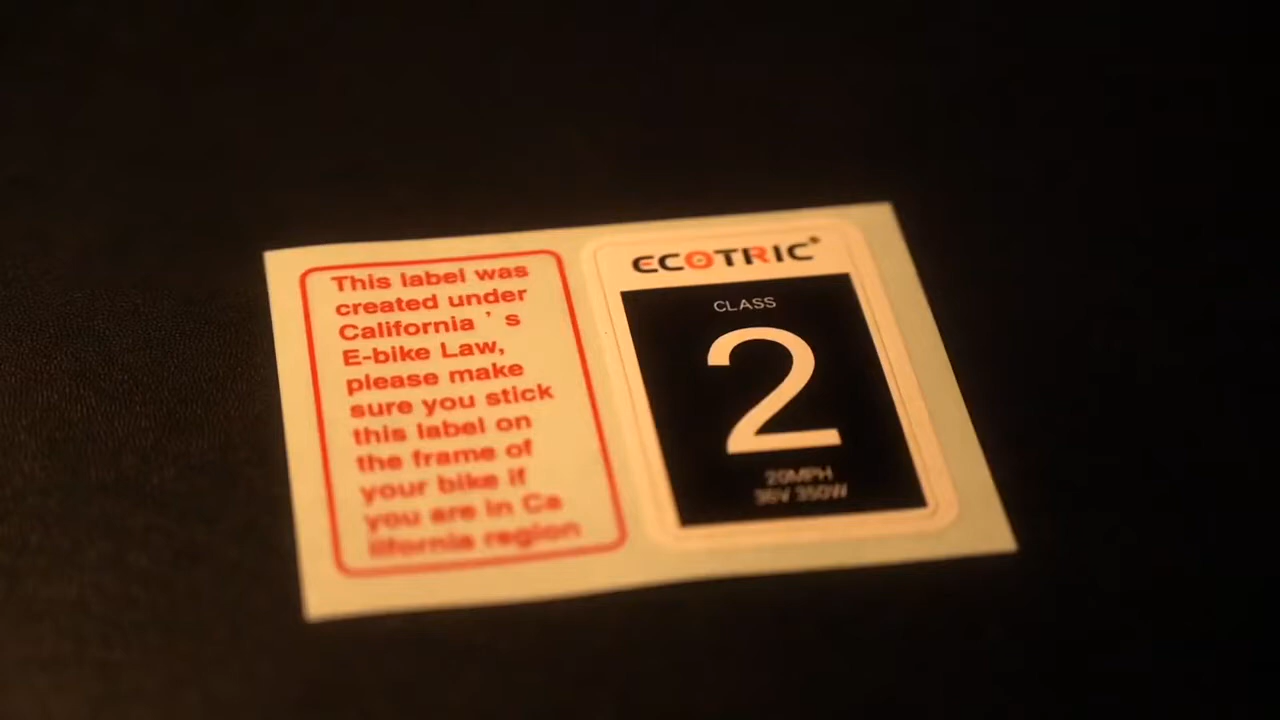 This label was
created under
California ' s
E-bike Law,
please make
sure you stick
this label on
the frame of
your bike if
you are in Ca
lifornia region
ECOTRIC
CLASS
2
20MPH
36V 350W